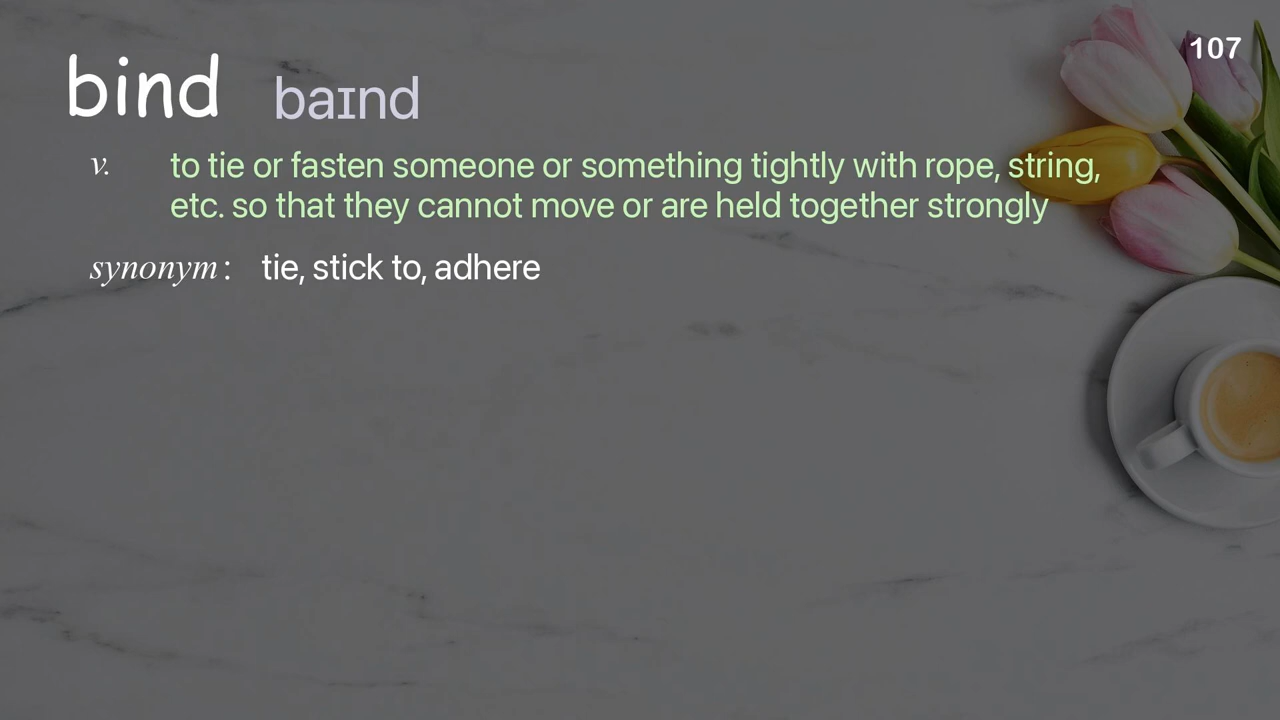 107
bind baɪnd
v. to tie or fasten someone or something tightly with rope, string,
etc. so that they cannot move or are held together strongly
synonym: tie, stick to, adhere